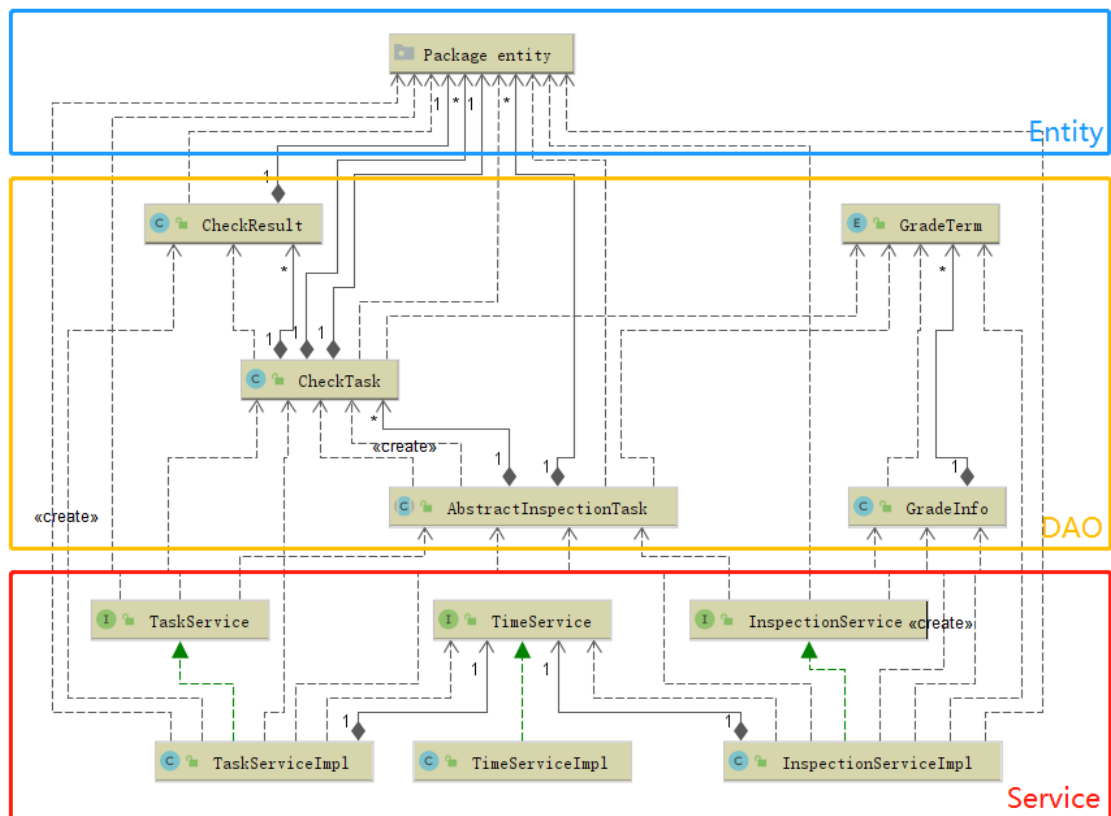 Package entity
1 * 1 *
Entity
1
C CheckResult
E GradeTerm
* *
1 1 1
C CheckTask
*
«create»
1 1 1
C AbstractInspectionTask
C GradeInfo
«create»
DAO
I TaskService
I TimeService
I InspectionService «create»
1 1
1 1
C TaskServiceImpl
C TimeServiceImpl
C InspectionServiceImpl
Service